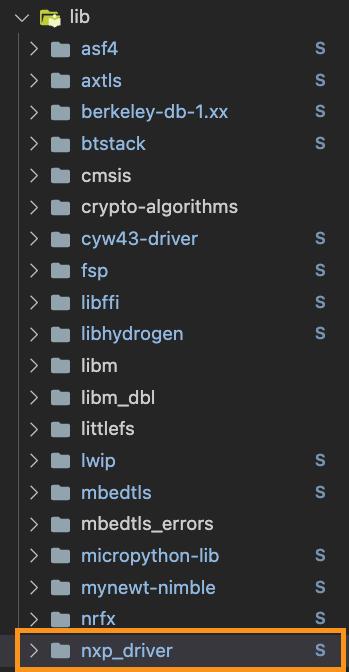 lib
asf4 S
axtls S
berkeley-db-1.xx S
btstack S
cmsis
crypto-algorithms
cyw43-driver S
fsp S
libffi S
libhydrogen S
libm
libm_dbl
littlefs
lwip S
mbedtls S
mbedtls_errors
micropython-lib S
mynewt-nimble S
nrfx S
nxp_driver S